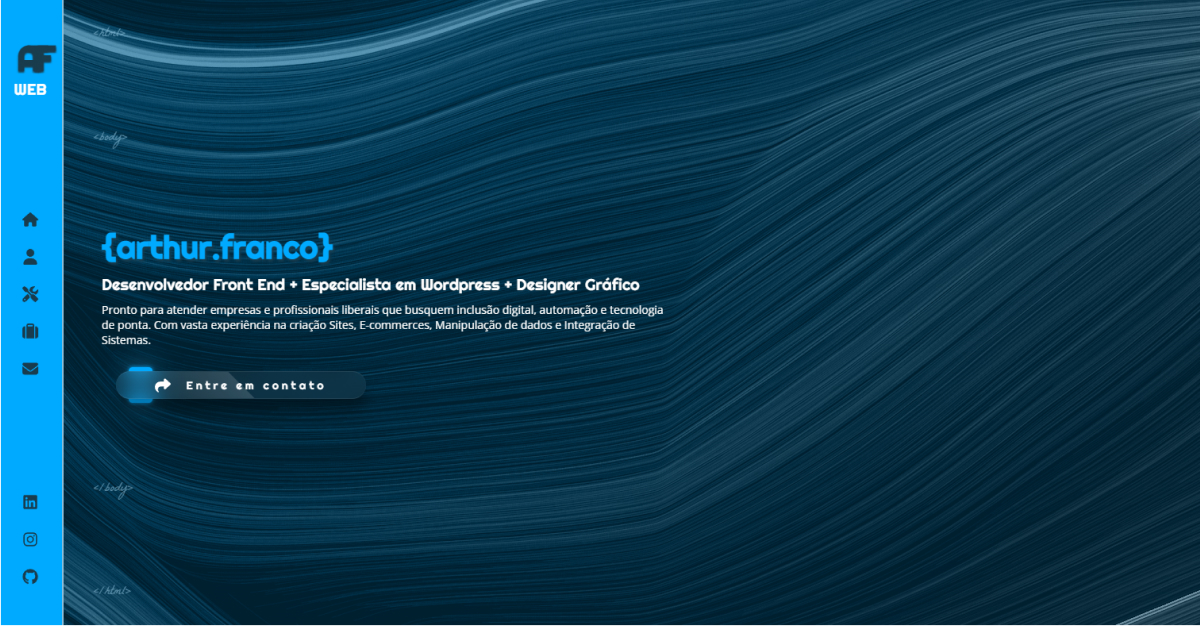 AF
WEB
<html>
<body>
{arthur.franco}
Desenvolvedor Front End + Especialista em Wordpress + Designer Gráfico
Pronto para atender empresas e profissionais liberais que busquem inclusão digital, automação e tecnologia
de ponta. Com vasta experiência na criação Sites, E-commerces, Manipulação de dados e Integração de
Sistemas.
Entre em contato
</body>
</html>